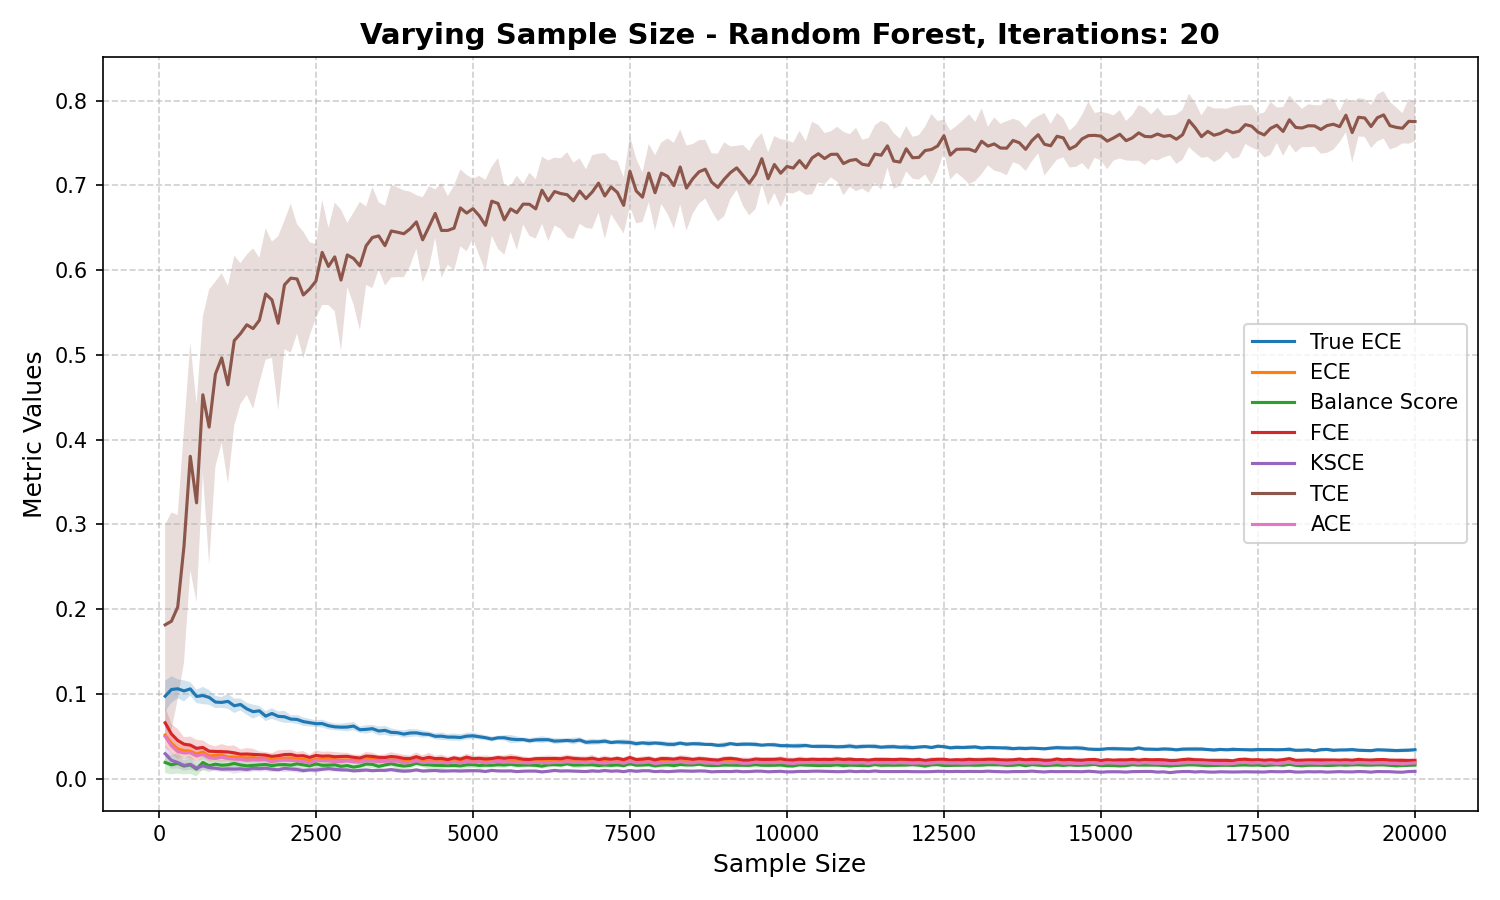 Varying Sample Size - Random Forest, Iterations: 20
Metric Values
0.8
0.7
0.6
0.5
0.4
0.3
0.2
0.1
0.0
True ECE
ECE
Balance Score
FCE
KSCE
TCE
ACE
0 2500 5000 7500 10000 12500 15000 17500 20000
Sample Size